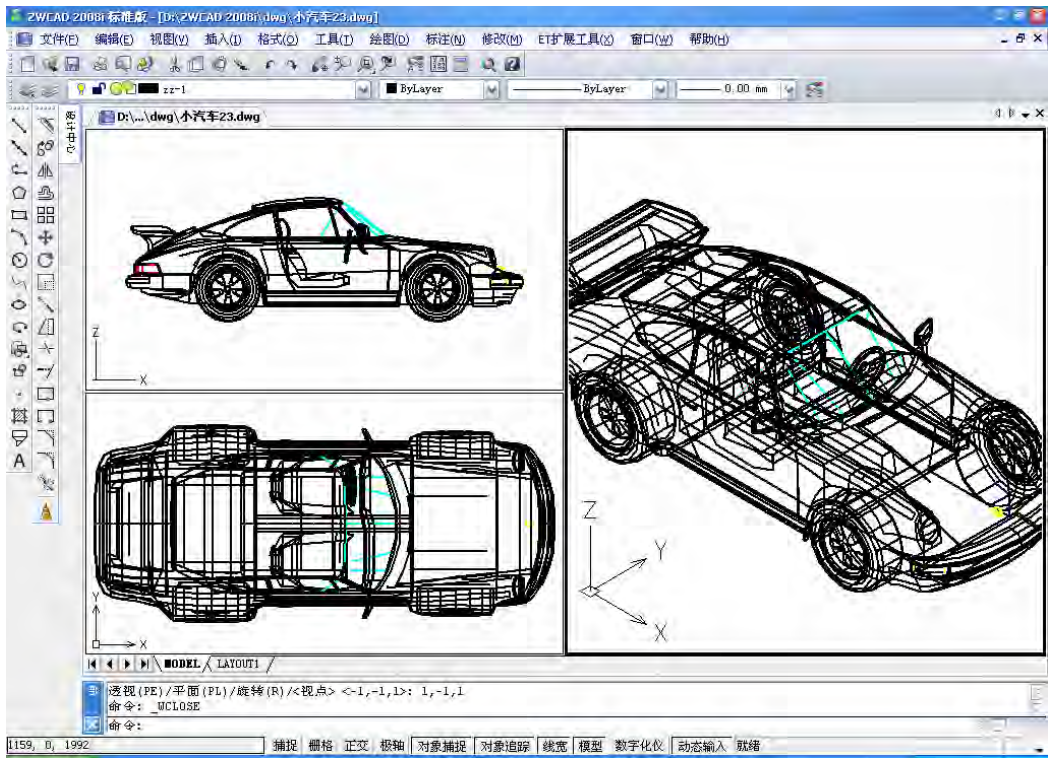 ZWCAD 2008i 标准版 - [D:\ZWCAD 2008i\dwg\小汽车23.dwg]
文件(F) 编辑(E) 视图(V) 插入(I) 格式(O) 工具(T) 绘图(D) 标注(N) 修改(M) ET扩展工具(X) 窗口(W) 帮助(H)
zz-1 ByLayer ByLayer 0.00 mm
D:\...\dwg\小汽车23.dwg
设计中心
A
Z
X
Y
X
Z
Y
X
MODEL LAYOUT1
透视(PE)/平面(PL)/旋转(R)/<视点> <-1,-1,1>: 1,-1,1
命令: _WCLOSE
命令:
1159, 0, 1992 捕捉 栅格 正交 极轴 对象捕捉 对象追踪 线宽 模型 数字化仪 动态输入 就绪